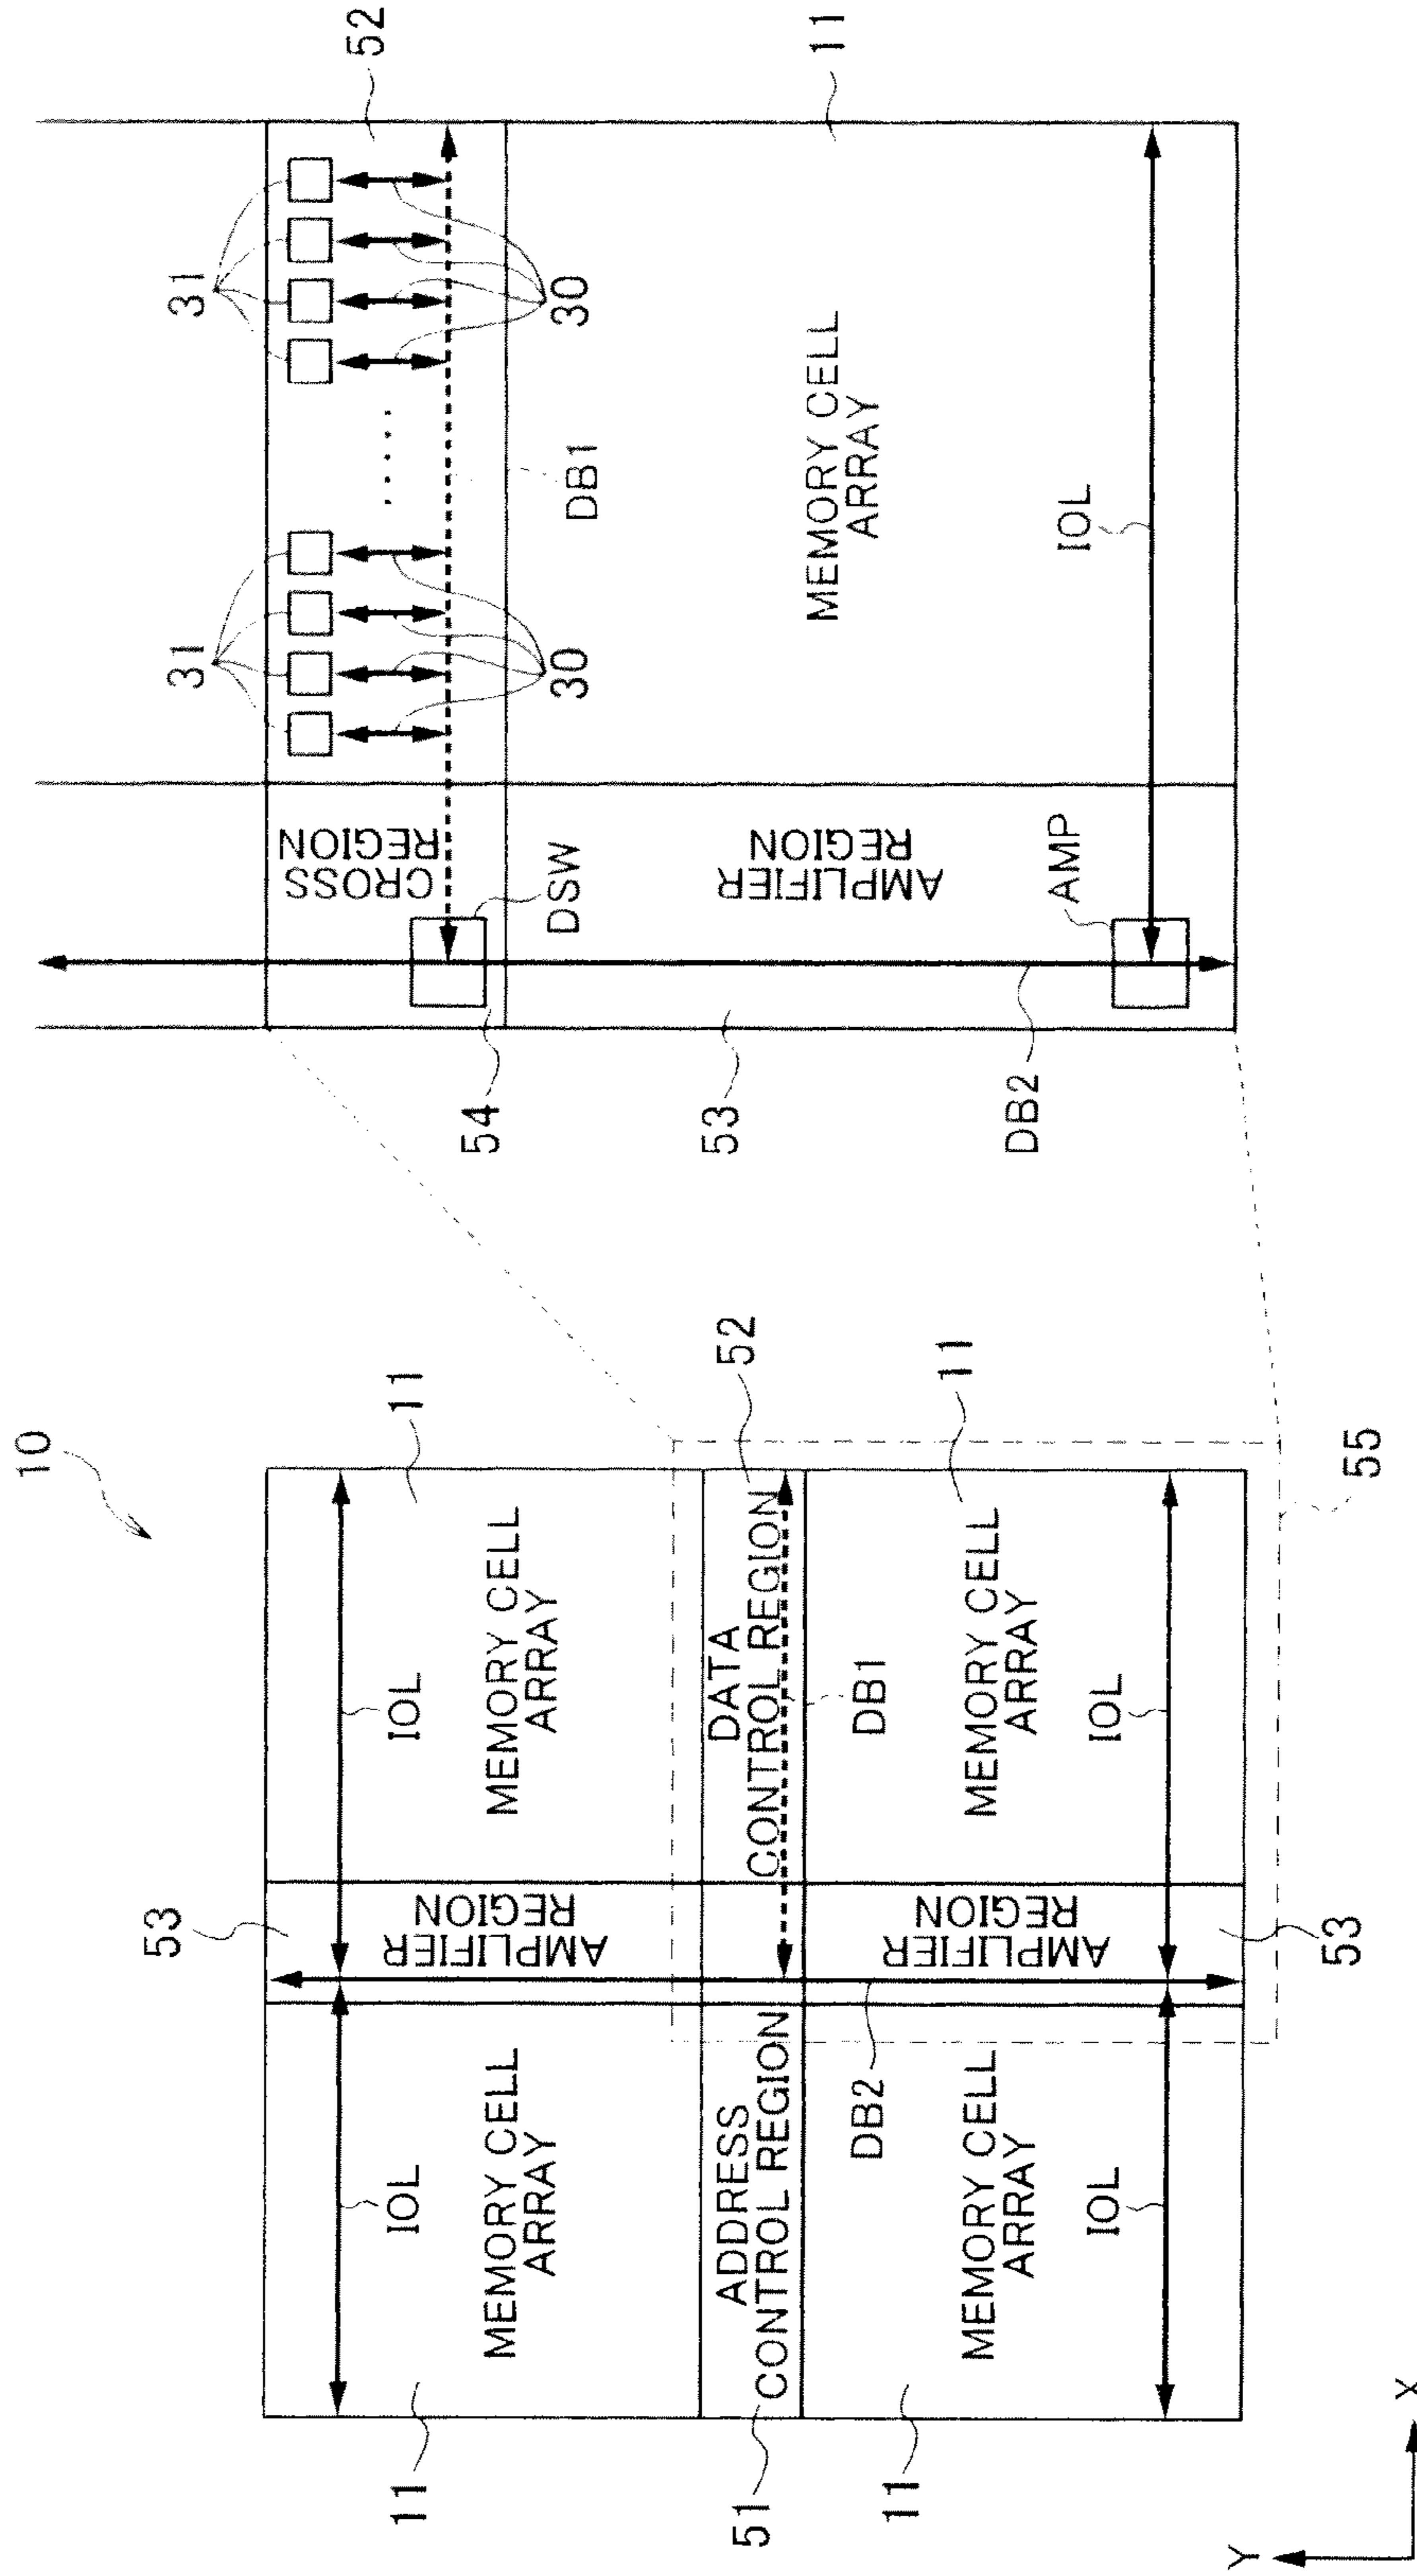 10
11
IOL
MEMORY CELL
ARRAY
53
AMPLIFIER
REGION
IOL
MEMORY CELL
ARRAY
11
51
ADDRESS
CONTROL REGION
DATA
CONTROL REGION
52
DB2
DB1
11
MEMORY CELL
ARRAY
IOL
AMPLIFIER
REGION
53
MEMORY CELL
ARRAY
IOL
11
55
Y
X
31
31
52
CROSS
REGION
54
DSW
30
30
DB1
53
AMPLIFIER
REGION
MEMORY CELL
ARRAY
11
DB2
AMP
IOL